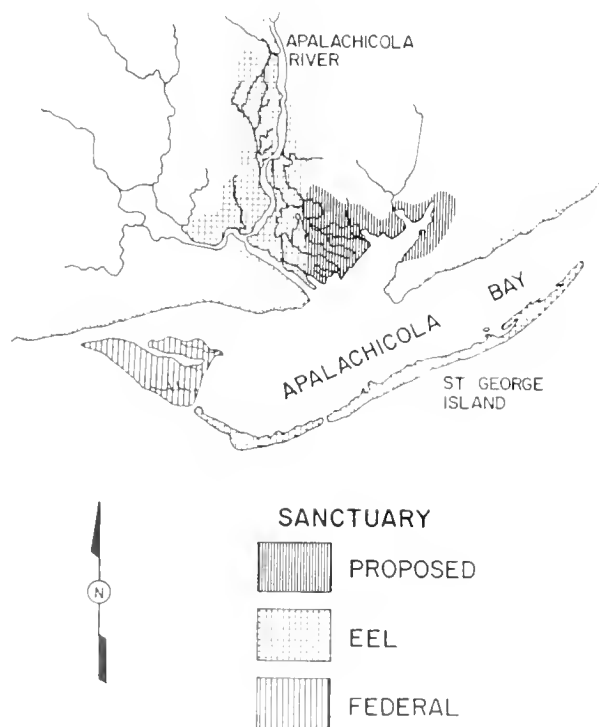 APALACHICOLA
RIVER
APALACHICOLA BAY
ST GEORGE
ISLAND
N
SANCTUARY
PROPOSED
EEL
FEDERAL